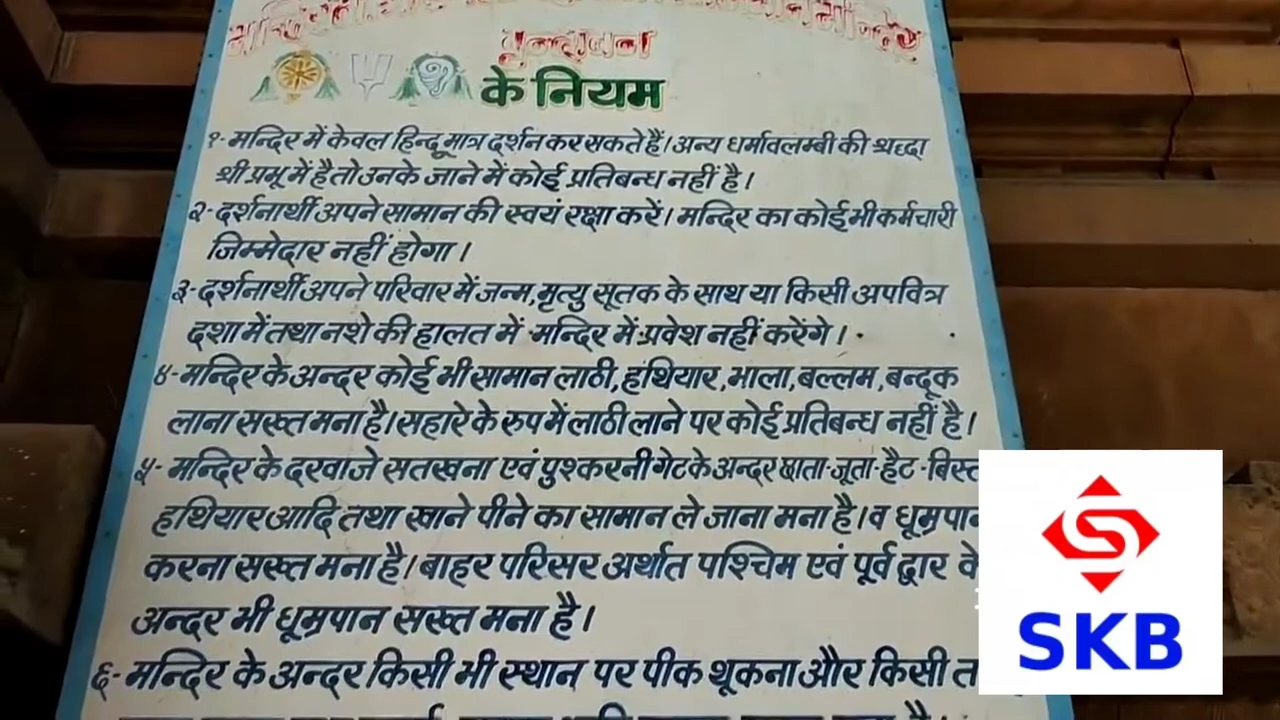 वृन्दावन
के नियम
१- मन्दिर में केवल हिन्दू मात्र दर्शन कर सकते हैं। अन्य धर्मावलम्बी की श्रद्धा
श्री प्रभू में है तो उनके जाने में कोई प्रतिबन्ध नहीं है।
२- दर्शनार्थी अपने सामान की स्वयं रक्षा करें। मन्दिर का कोई भी कर्मचारी
जिम्मेदार नहीं होगा।
३- दर्शनार्थी अपने परिवार में जन्म, मृत्यु सूतक के साथ या किसी अपवित्र
दशा में तथा नशे की हालत में मन्दिर में प्रवेश नहीं करेंगे।
४- मन्दिर के अन्दर कोई भी सामान लाठी, हथियार, भाला, बल्लम, बन्दूक
लाना सख्त मना है। सहारे के रुप में लाठी लाने पर कोई प्रतिबन्ध नहीं है।
५- मन्दिर के दरवाजे सतखना एवं पुश्करनी गेट के अन्दर छाता-जूता-हैट-
हथियार आदि तथा खाने पीने का सामान ले जाना मना है। व धूम्रपान
करना सख्त मना है। बाहर परिसर अर्थात पश्चिम एवं पूर्व द्वार के
अन्दर भी धूम्रपान सख्त मना है।
६- मन्दिर के अन्दर किसी भी स्थान पर पीक थूकना और किसी
SKB